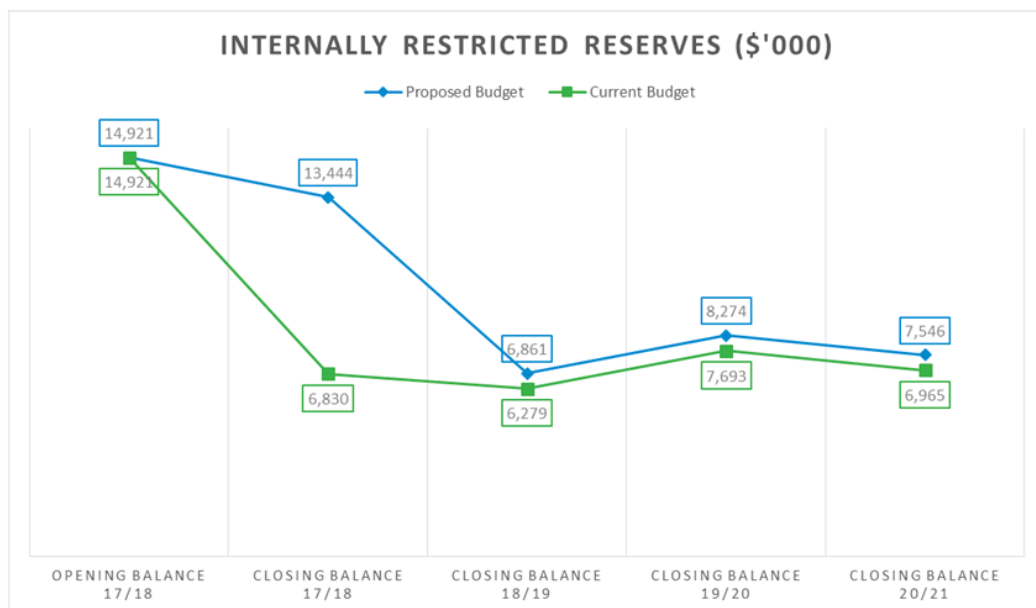 INTERNALLY RESTRICTED RESERVES ($'000)
Proposed Budget Current Budget
14,921
14,921
13,444
6,830
6,861
6,279
8,274
7,693
7,546
6,965
OPENING BALANCE 17/18
CLOSING BALANCE 17/18
CLOSING BALANCE 18/19
CLOSING BALANCE 19/20
CLOSING BALANCE 20/21